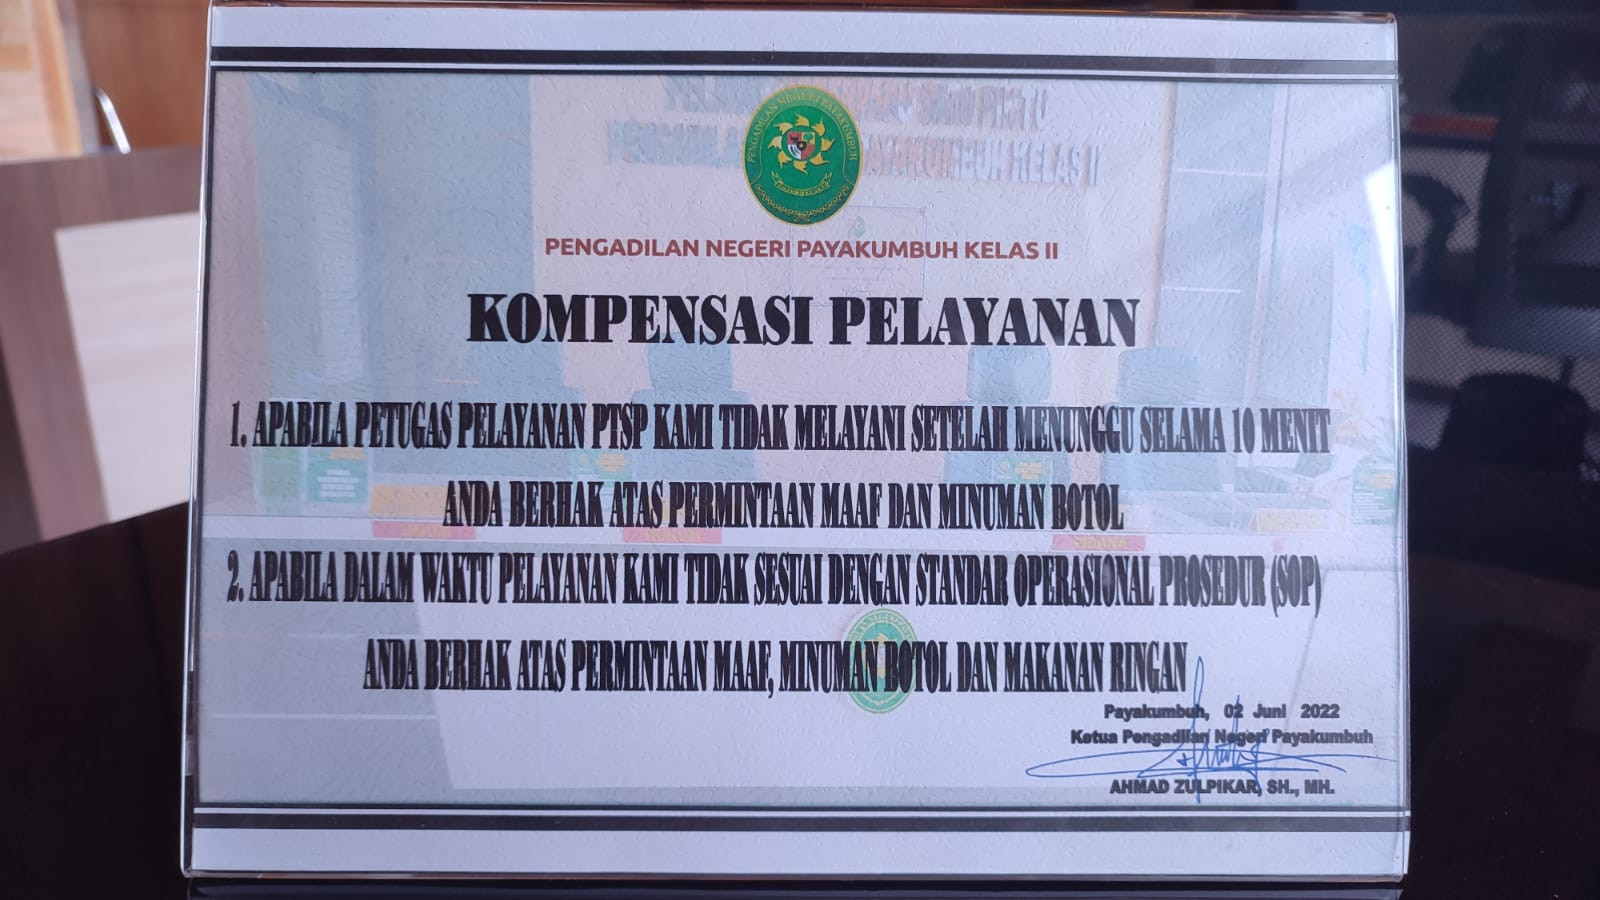 PENGADILAN NEGERI PAYAKUMBUH
PENGADILAN NEGERI PAYAKUMBUH KELAS II
KOMPENSASI PELAYANAN
1. APABILA PETUGAS PELAYANAN PTSP KAMI TIDAK MELAYANI SETELAH MENUNGGU SELAMA 10 MENIT
ANDA BERHAK ATAS PERMINTAAN MAAF DAN MINUMAN BOTOL
2. APABILA DALAM WAKTU PELAYANAN KAMI TIDAK SESUAI DENGAN STANDAR OPERASIONAL PROSEDUR (SOP)
ANDA BERHAK ATAS PERMINTAAN MAAF, MINUMAN BOTOL DAN MAKANAN RINGAN
Payakumbuh, 02 Juni 2022
Ketua Pengadilan Negeri Payakumbuh
AHMAD ZULPIKAR, SH., MH.